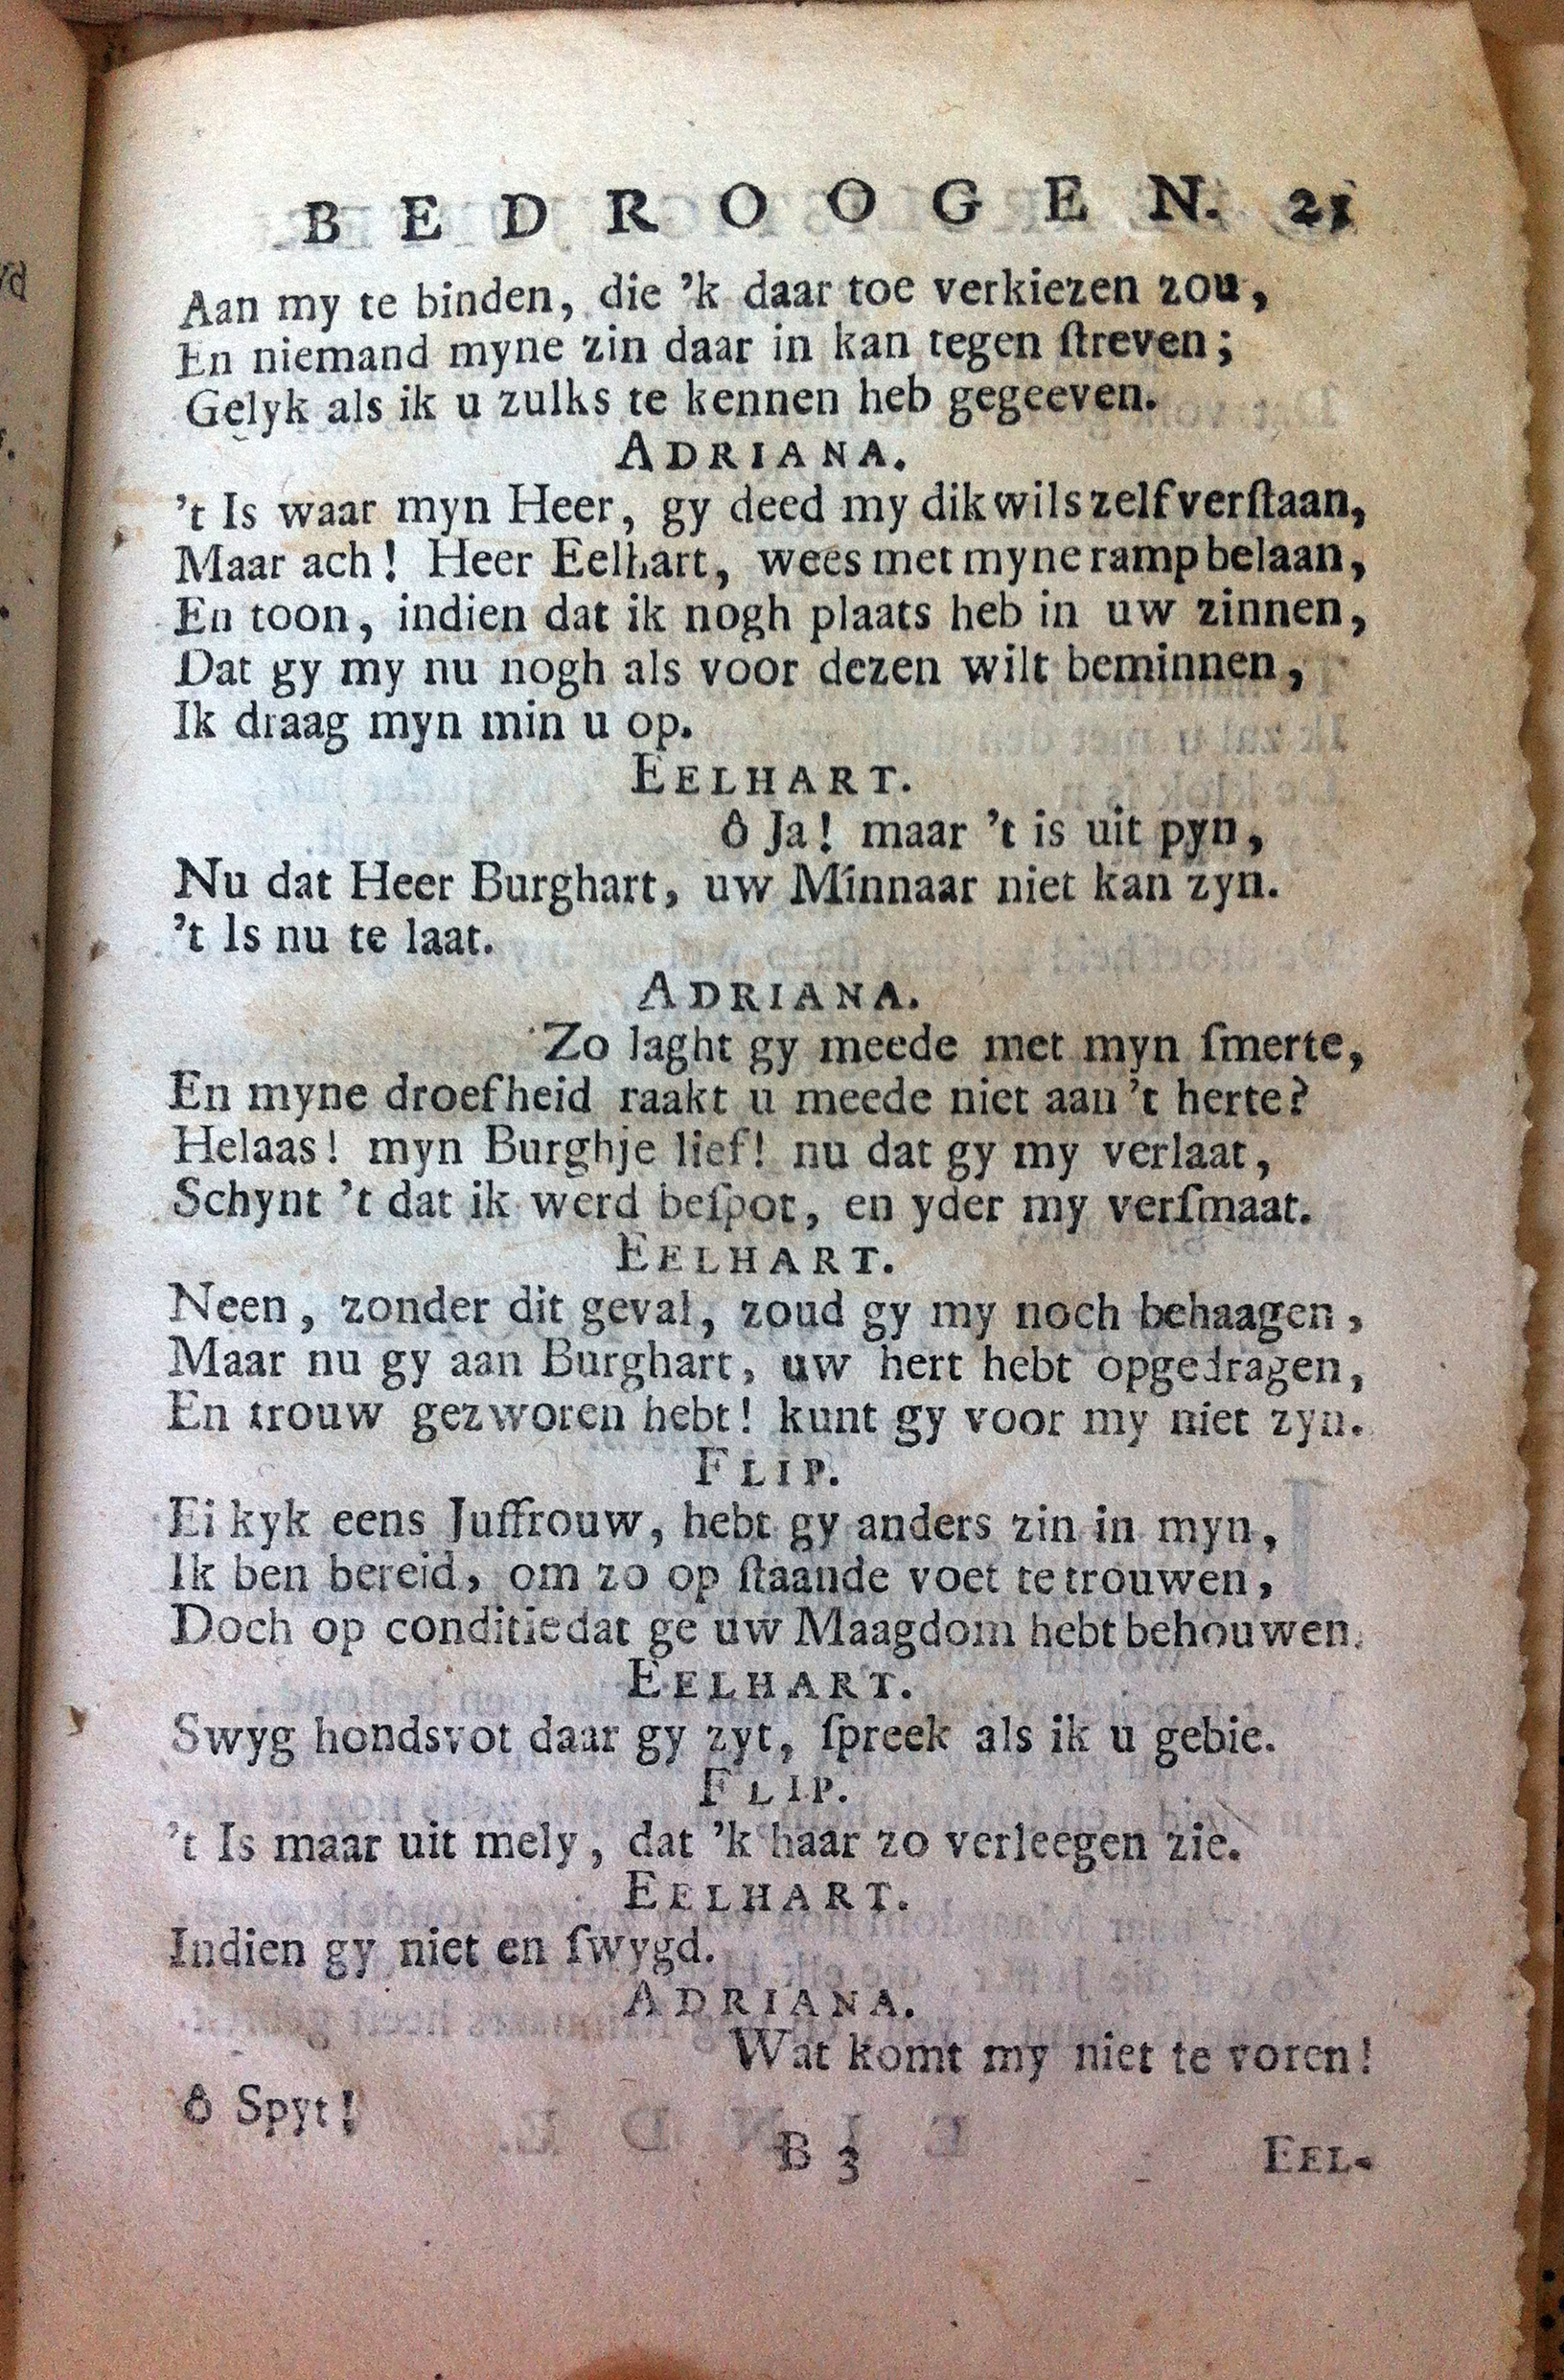 BEDROOGEN. 21
Aan my te binden, die 'k daar toe verkiezen zou,
En niemand myne zin daar in kan tegen ſtreven;
Gelyk als ik u zulks te kennen heb gegeeven.
ADRIANA.
't Is waar myn Heer, gy deed my dikwils zelf verſtaan,
Maar ach! Heer Eelhart, wees met myne ramp belaan,
En toon, indien dat ik nogh plaats heb in uw zinnen,
Dat gy my nu nogh als voor dezen wilt beminnen,
Ik draag myn min u op.
EELHART.
ô Ja! maar 't is uit pyn,
Nu dat Heer Burghart, uw Minnaar niet kan zyn.
't Is nu te laat.
ADRIANA.
Zo laght gy meede met myn ſmerte,
En myne droefheid raakt u meede niet aan 't herte?
Helaas! myn Burghje lief! nu dat gy my verlaat,
Schynt 't dat ik werd beſpot, en yder my verſmaat.
EELHART.
Neen, zonder dit geval, zoud gy my noch behaagen,
Maar nu gy aan Burghart, uw hert hebt opgedragen,
En trouw gezworen hebt! kunt gy voor my niet zyn.
FLIP.
Ei kyk eens Juffrouw, hebt gy anders zin in myn,
Ik ben bereid, om zo op ſtaande voet te trouwen,
Doch op conditie dat ge uw Maagdom hebt behouwen.
EELHART.
Swyg hondsvot daar gy zyt, ſpreek als ik u gebie.
FLIP.
't Is maar uit mely, dat 'k haar zo verleegen zie.
EELHART.
Indien gy niet en ſwygd.
ADRIANA.
Wat komt my niet te voren!
ô Spyt!
B 3 EEL-